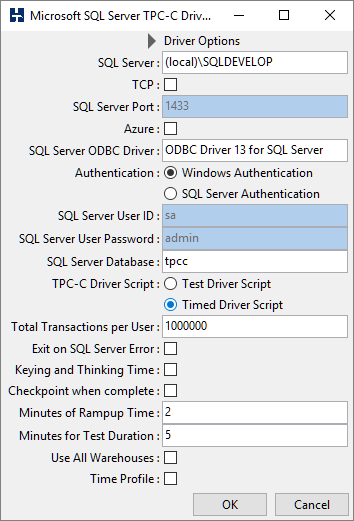 Microsoft SQL Server TPC-C Driv...
Driver Options
SQL Server : (local)\SQLDEVELOP
TCP :
SQL Server Port : 1433
Azure :
SQL Server ODBC Driver : ODBC Driver 13 for SQL Server
Authentication : Windows Authentication
SQL Server Authentication
SQL Server User ID : sa
SQL Server User Password : admin
SQL Server Database : tpcc
TPC-C Driver Script : Test Driver Script
Timed Driver Script
Total Transactions per User : 1000000
Exit on SQL Server Error :
Keying and Thinking Time :
Checkpoint when complete :
Minutes of Rampup Time : 2
Minutes for Test Duration : 5
Use All Warehouses :
Time Profile :
OK Cancel